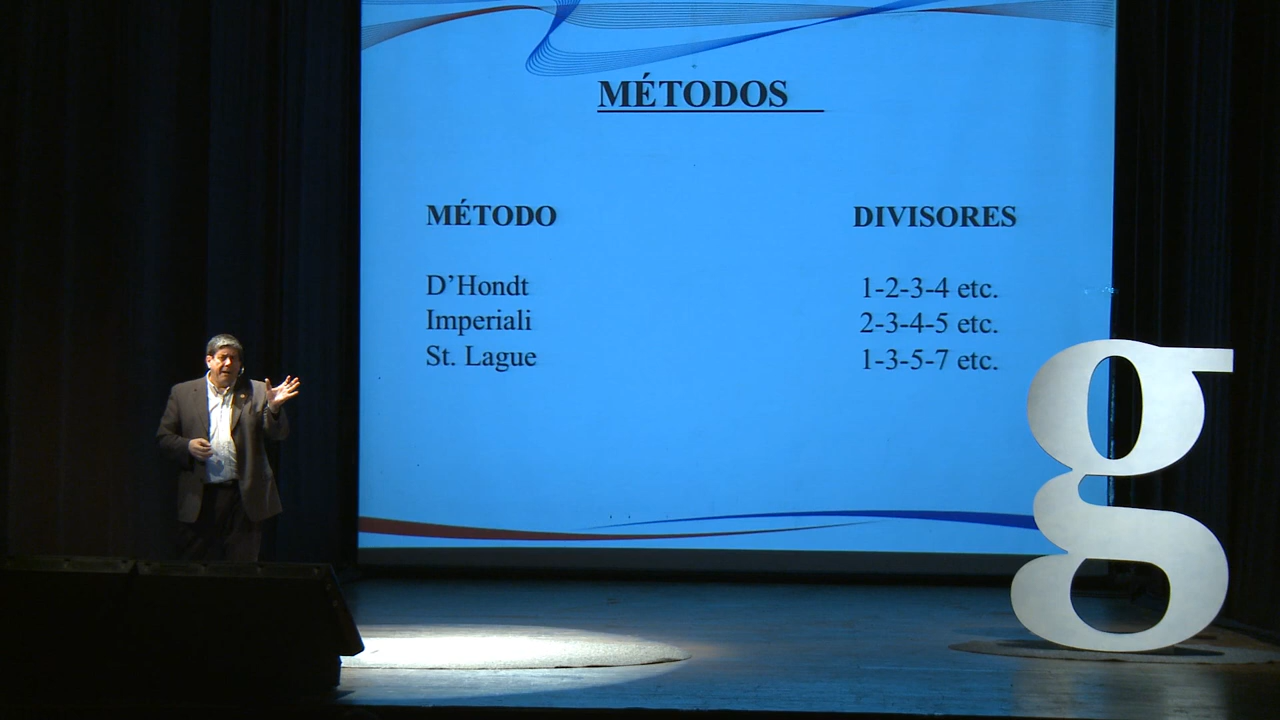 MÉTODOS
MÉTODO DIVISORES
D’Hondt 1-2-3-4 etc.
Imperiali 2-3-4-5 etc.
St. Lague 1-3-5-7 etc.
g